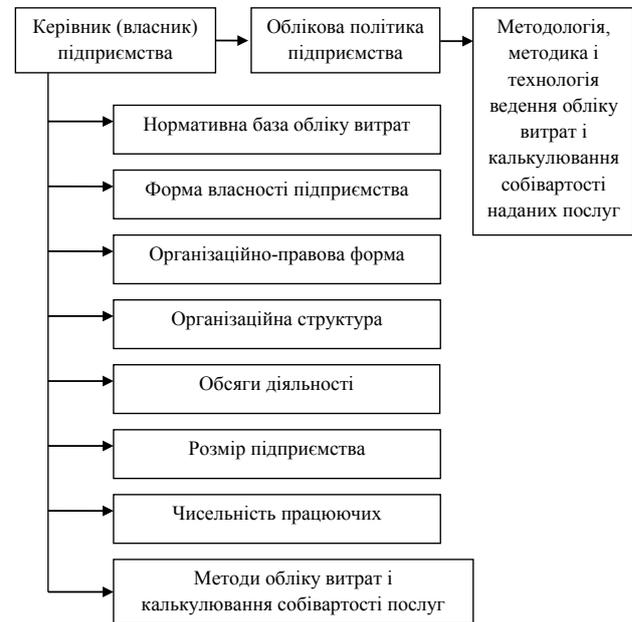 Керівник (власник)
підприємства
Облікова політика
підприємства
Методологія,
методика і
технологія
ведення обліку
витрат і
калькулювання
собівартості
наданих послуг
Нормативна база обліку витрат
Форма власності підприємства
Організаційно-правова форма
Організаційна структура
Обсяги діяльності
Розмір підприємства
Чисельність працюючих
Методи обліку витрат і
калькулювання собівартості послуг